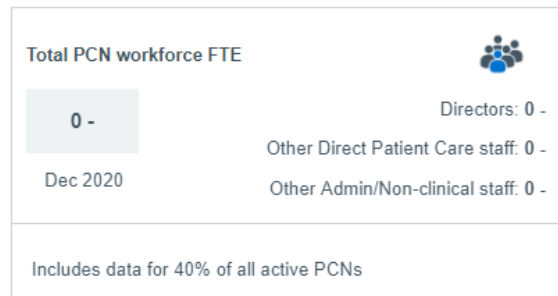 Total PCN workforce FTE
0 -
Dec 2020
Directors: 0 -
Other Direct Patient Care staff: 0 -
Other Admin/Non-clinical staff: 0 -
Includes data for 40% of all active PCNs